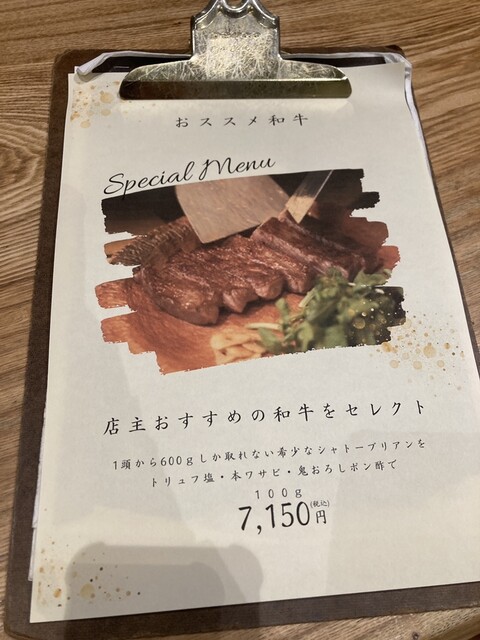 おススメ和牛
Special Menu
店主おすすめの和牛をセレクト
1頭から600gしか取れない希少なシャトーブリアンを
トリュフ塩・本ワサビ・鬼おろしポン酢で
100g
7,150円(税込)